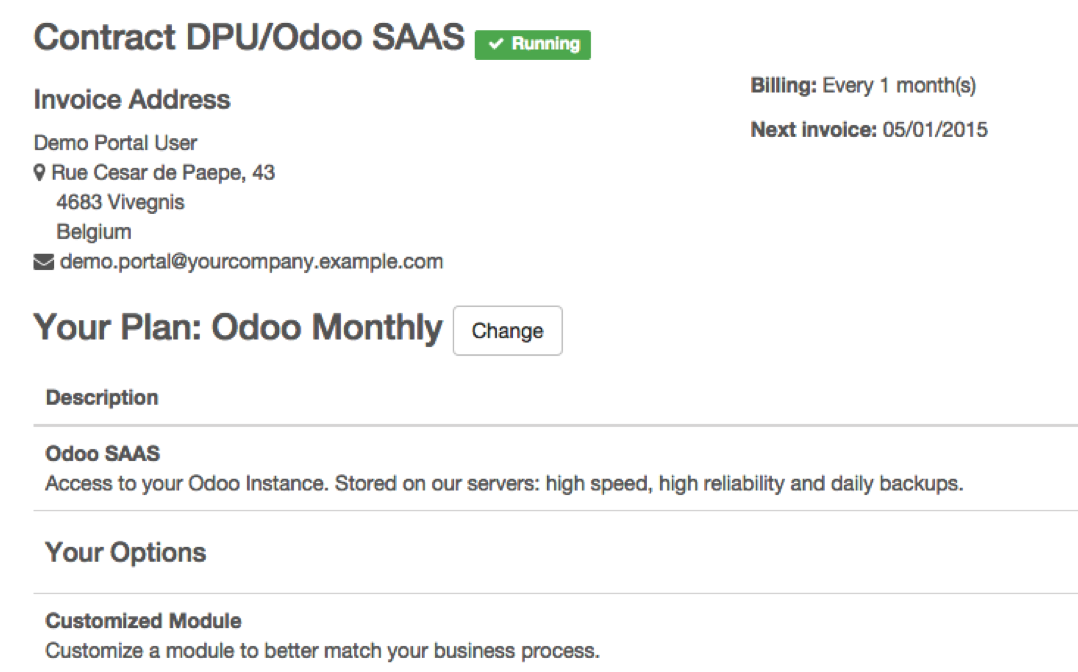 Contract DPU/Odoo SAAS Running
Invoice Address
Billing: Every 1 month(s)
Next invoice: 05/01/2015
Demo Portal User
Rue Cesar de Paepe, 43
4683 Vivegnis
Belgium
demo.portal@yourcompany.example.com
Your Plan: Odoo Monthly Change
Description
Odoo SAAS
Access to your Odoo Instance. Stored on our servers: high speed, high reliability and daily backups.
Your Options
Customized Module
Customize a module to better match your business process.